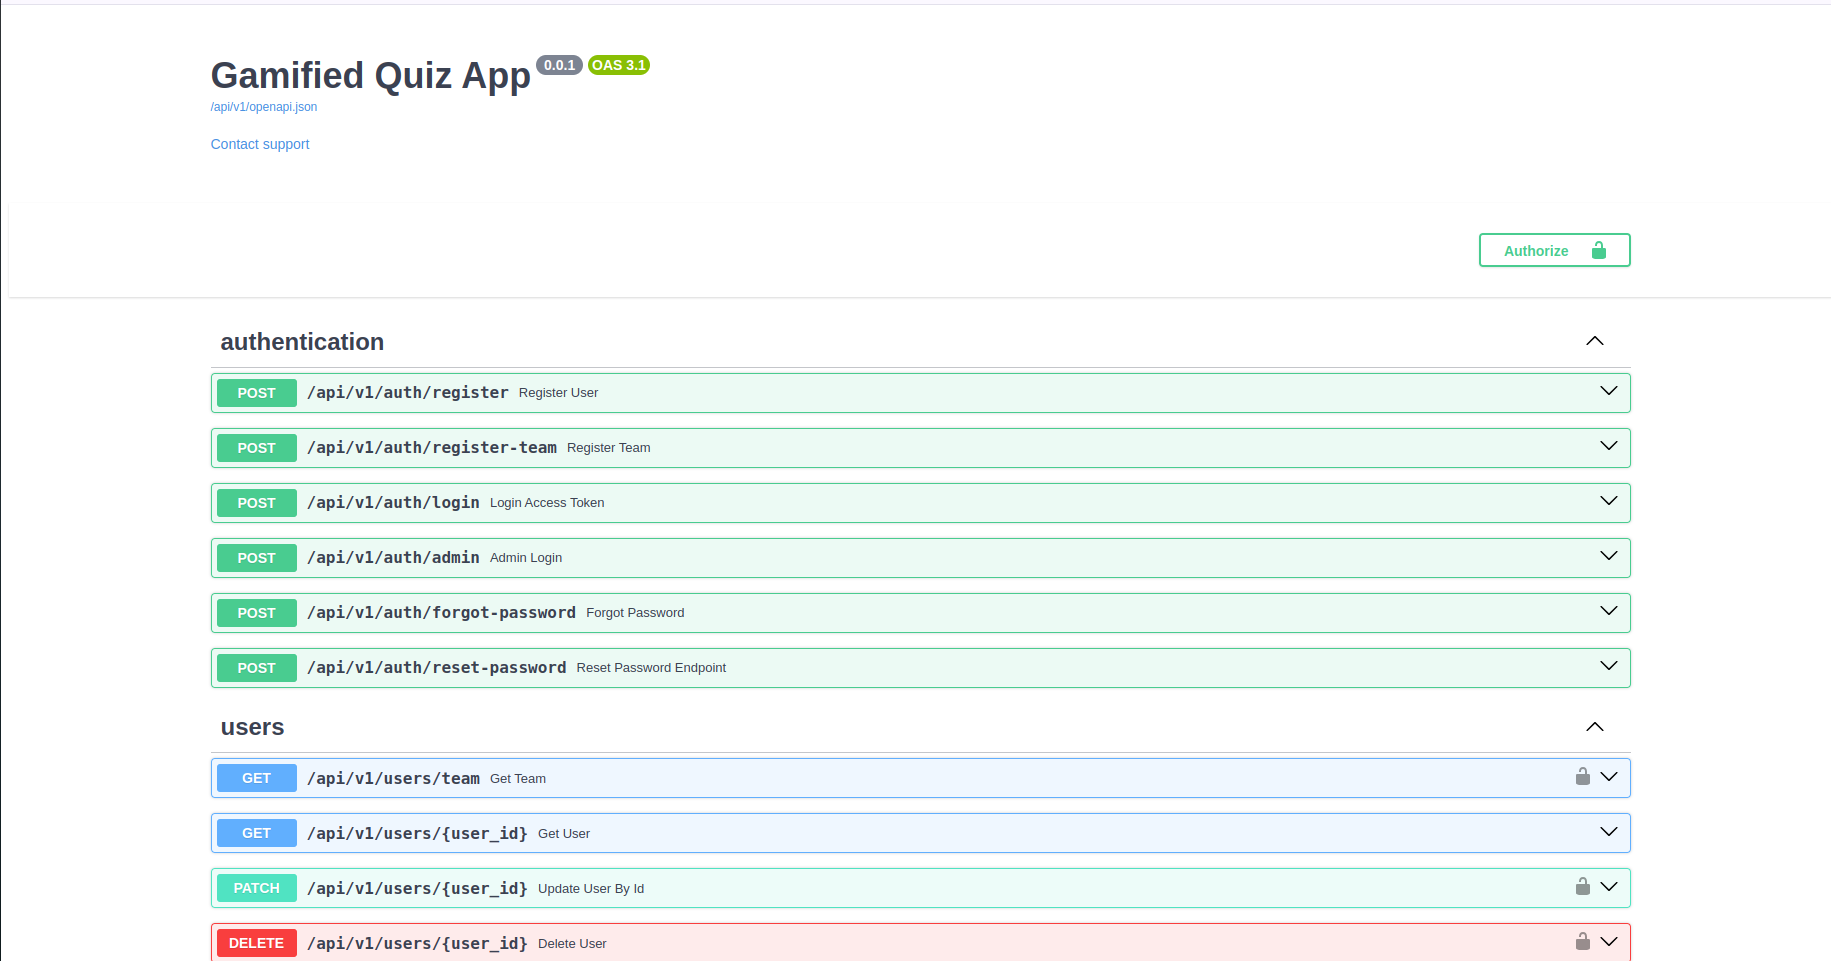 Gamified Quiz App 0.0.1 OAS 3.1
/api/v1/openapi.json
Contact support
Authorize
authentication
POST /api/v1/auth/register Register User
POST /api/v1/auth/register-team Register Team
POST /api/v1/auth/login Login Access Token
POST /api/v1/auth/admin Admin Login
POST /api/v1/auth/forgot-password Forgot Password
POST /api/v1/auth/reset-password Reset Password Endpoint
users
GET /api/v1/users/team Get Team
GET /api/v1/users/{user_id} Get User
PATCH /api/v1/users/{user_id} Update User By Id
DELETE /api/v1/users/{user_id} Delete User